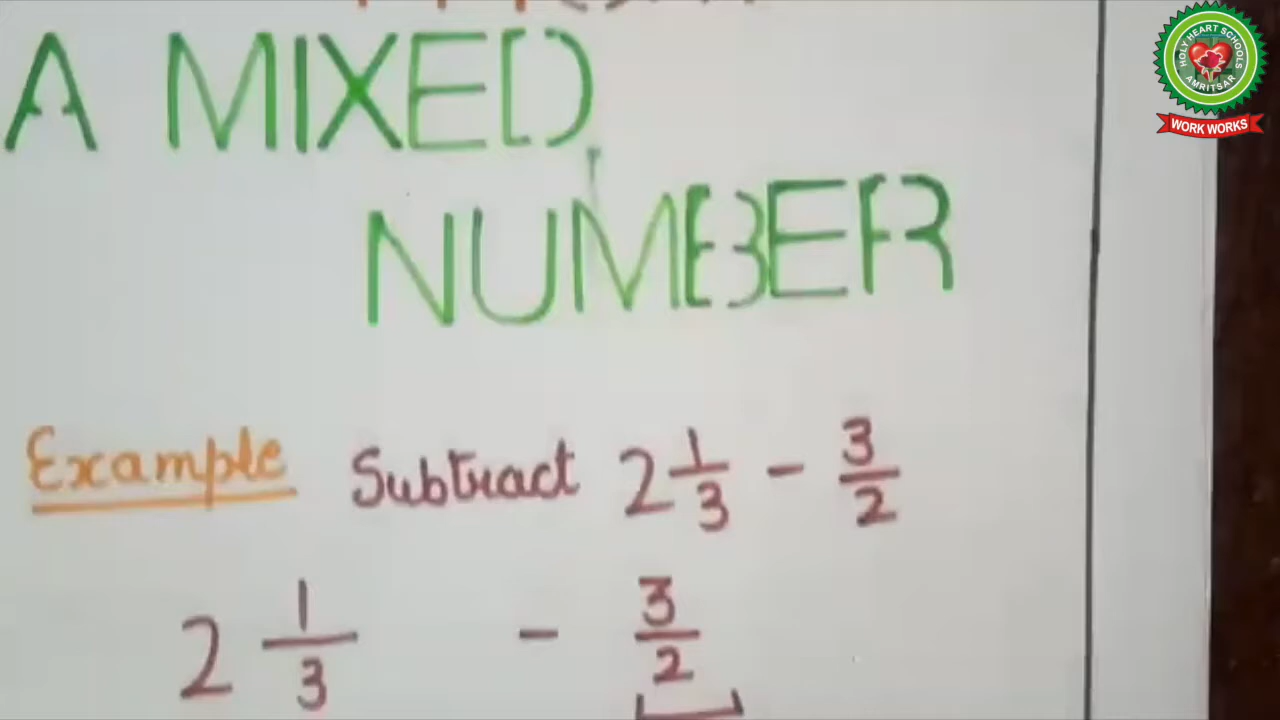 A MIXED
NUMBER
Example Subtract 2 1/3 - 3/2
2 1/3 - 3/2
HOLY HEART SCHOOLS
AMRITSAR
WORK WORKS